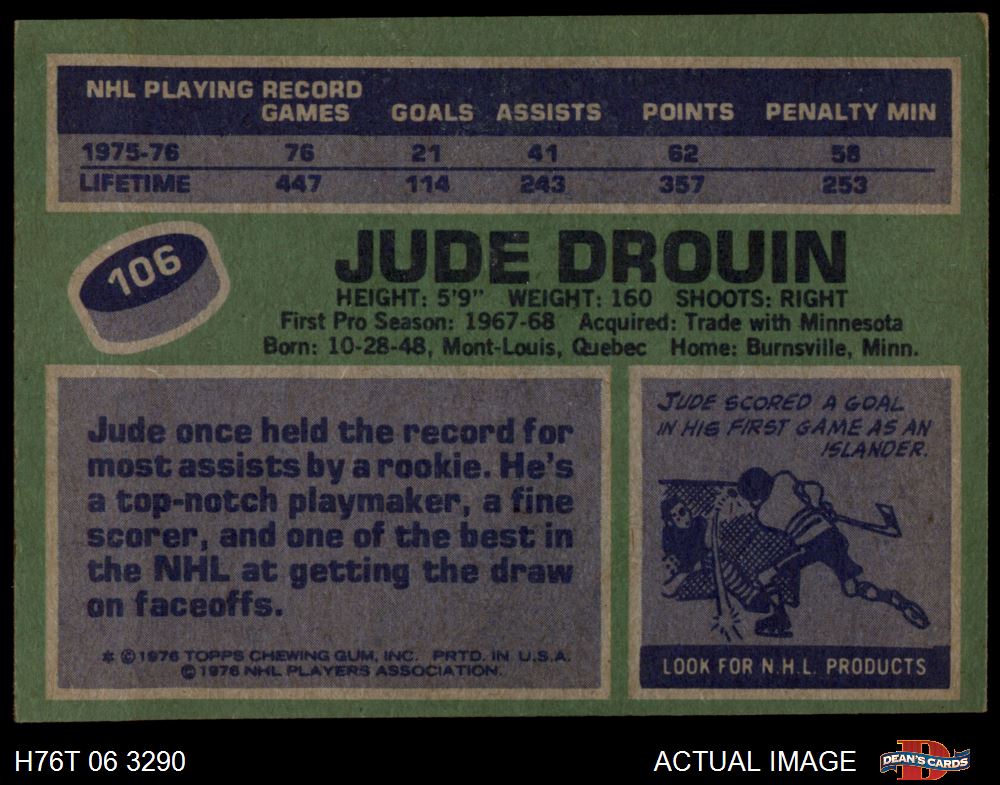 NHL PLAYING RECORD
GAMES GOALS ASSISTS POINTS PENALTY MIN
1975-76 76 21 41 62 58
LIFETIME 447 114 243 357 253
106
JUDE DROUIN
HEIGHT: 5'9" WEIGHT: 160 SHOOTS: RIGHT
First Pro Season: 1967-68 Acquired: Trade with Minnesota
Born: 10-28-48, Mont-Louis, Quebec Home: Burnsville, Minn.
Jude once held the record for
most assists by a rookie. He's
a top-notch playmaker, a fine
scorer, and one of the best in
the NHL at getting the draw
on faceoffs.
* © 1976 TOPPS CHEWING GUM, INC. PRTD. IN U.S.A.
© 1976 NHL PLAYERS ASSOCIATION.
JUDE SCORED A GOAL
IN HIS FIRST GAME AS AN
ISLANDER.
LOOK FOR N.H.L. PRODUCTS
H76T 06 3290
ACTUAL IMAGE
D
DEAN'S CARDS